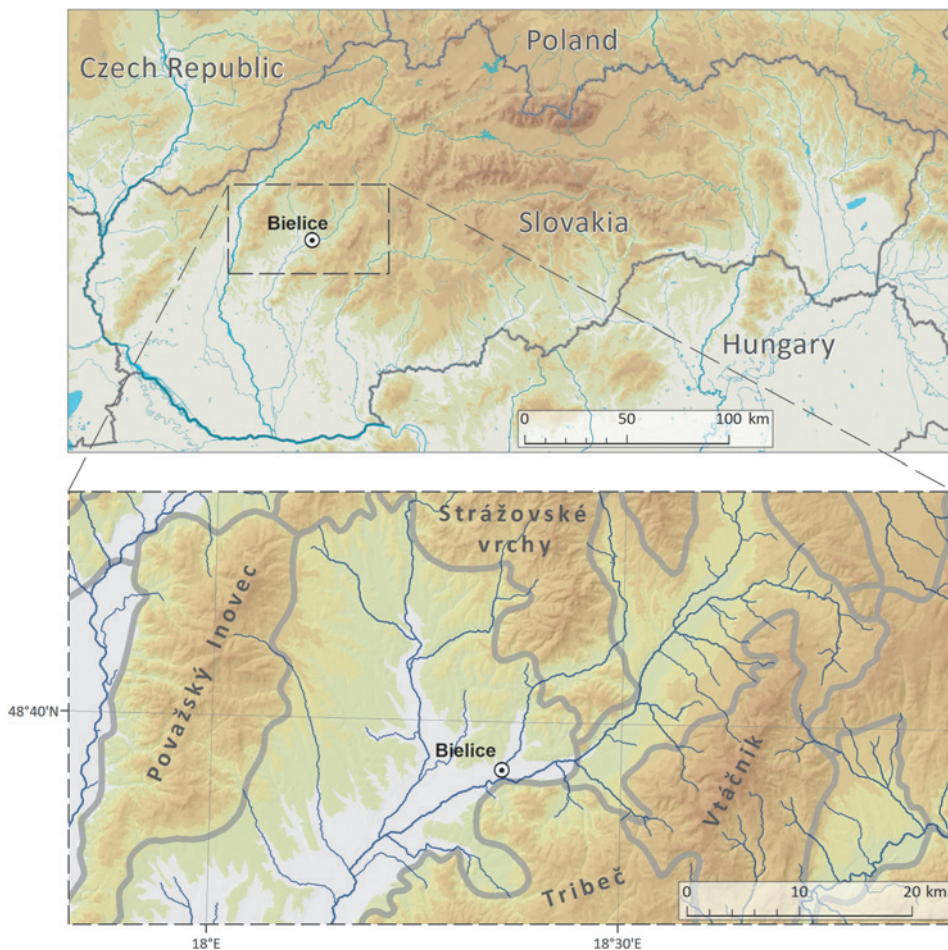 Poland
Czech Republic
Bielice
Slovakia
Hungary
0 50 100 km
Strážovské
vrchy
Považský Inovec
48°40'N
Bielice
Vtáčnik
Tribeč
0 10 20 km
18°E
18°30'E